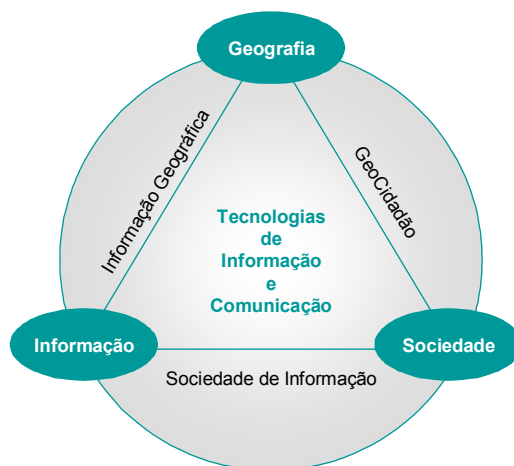 Geografia
Informação Geográfica
GeoCidadão
Tecnologias
de
Informação
e
Comunicação
Informação
Sociedade
Sociedade de Informação